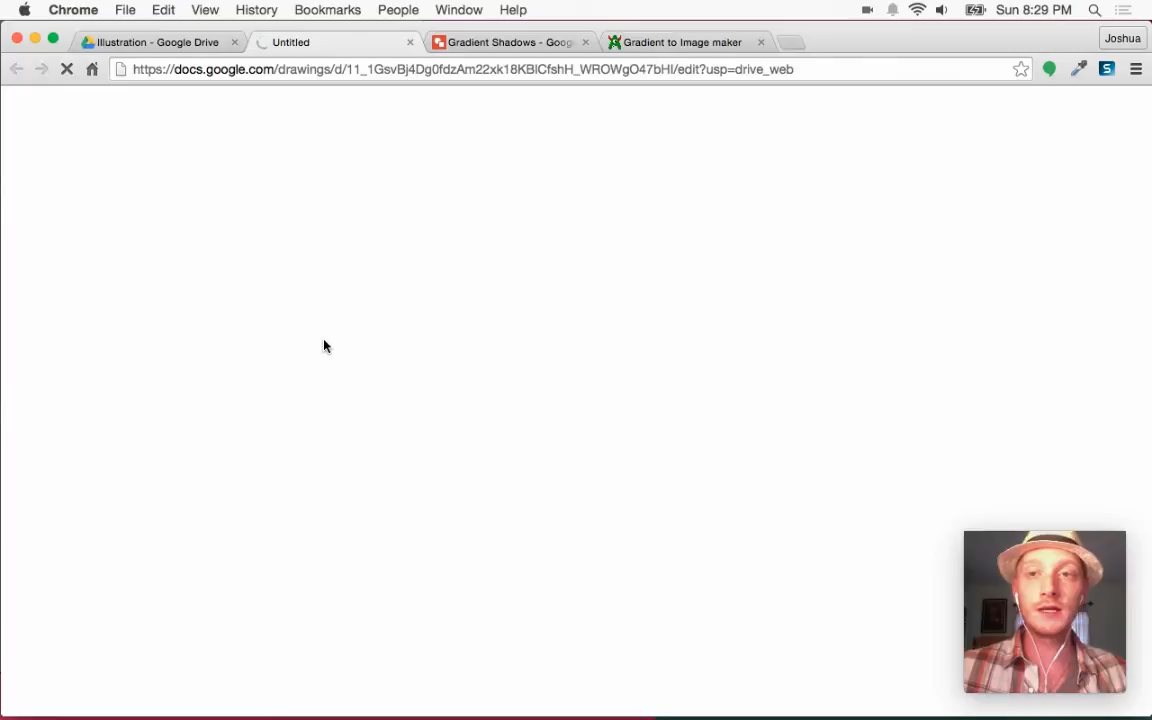 Chrome File Edit View History Bookmarks People Window Help Sun 8:29 PM
Illustration - Google Drive Untitled Gradient Shadows - Goog Gradient to Image maker Joshua
https://docs.google.com/drawings/d/11_1GsvBj4Dg0fdzAm22xk18KBlCfshH_WROWgO47bHI/edit?usp=drive_web S